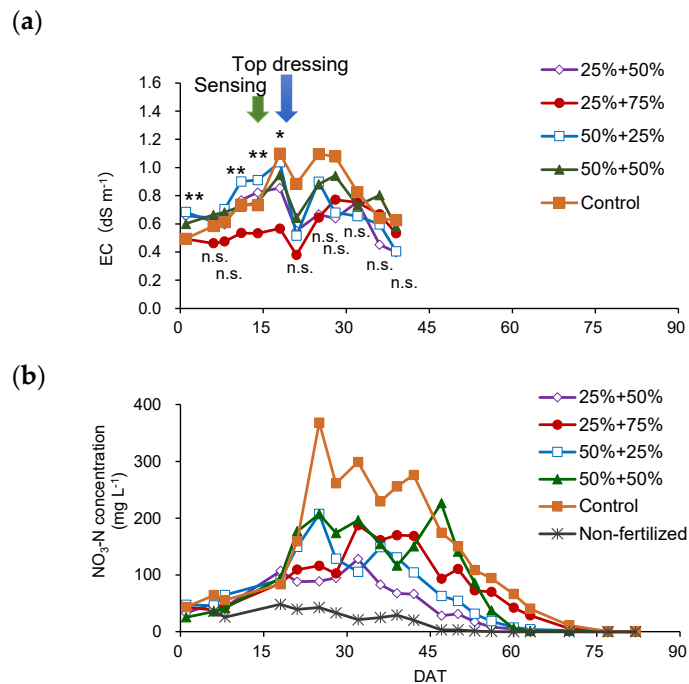 (a)
Top dressing
Sensing
25%+50%
25%+75%
50%+25%
50%+50%
Control
EC (dS m-1)
1.6
1.4
1.2
1.0
0.8
0.6
0.4
0.2
0.0
** ** ** *
n.s. n.s. n.s. n.s. n.s. n.s. n.s. n.s.
0 15 30 45 60 75 90
(b)
25%+50%
25%+75%
50%+25%
50%+50%
Control
Non-fertilized
NO3-N concentration
(mg L-1)
400
300
200
100
0
0 15 30 45 60 75 90
DAT